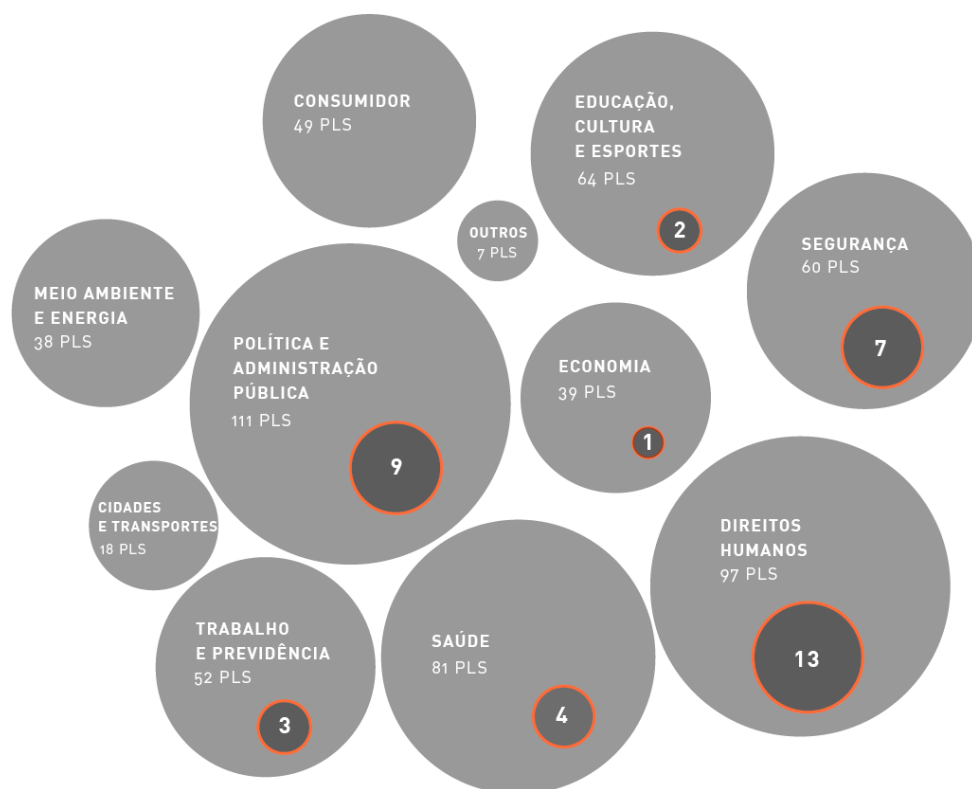 CONSUMIDOR
49 PLS
EDUCAÇÃO,
CULTURA
E ESPORTES
64 PLS
2
OUTROS
7 PLS
SEGURANÇA
60 PLS
7
MEIO AMBIENTE
E ENERGIA
38 PLS
POLÍTICA E
ADMINISTRAÇÃO
PÚBLICA
111 PLS
9
ECONOMIA
39 PLS
1
CIDADES
E TRANSPORTES
18 PLS
DIREITOS
HUMANOS
97 PLS
13
TRABALHO
E PREVIDÊNCIA
52 PLS
3
SAÚDE
81 PLS
4